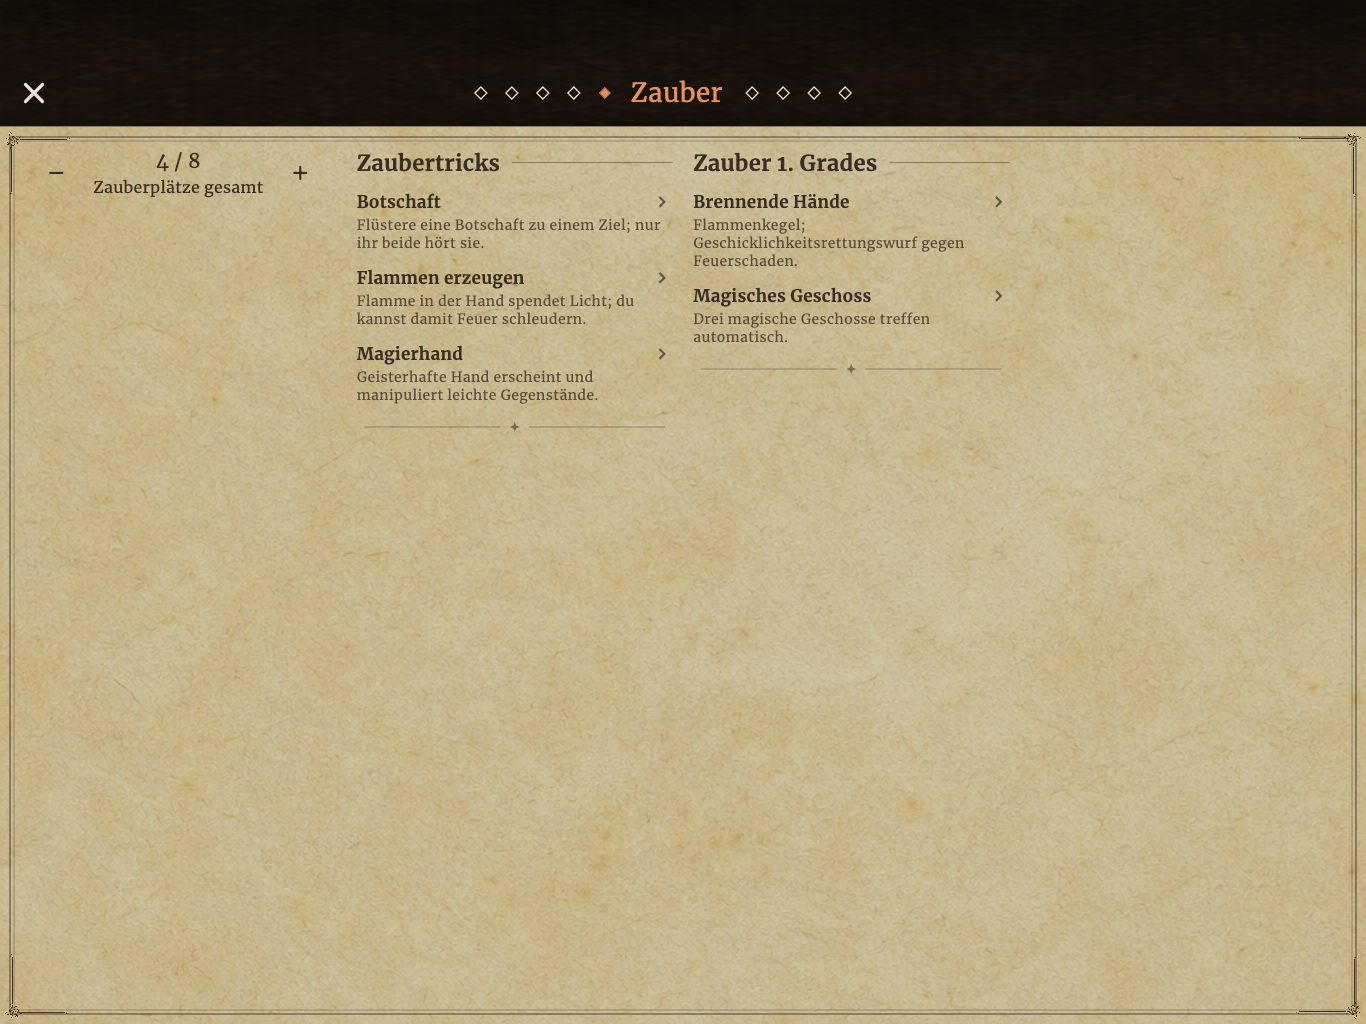 Zauber
4 / 8
Zauberplätze gesamt
Zaubertricks
Botschaft
Flüstere eine Botschaft zu einem Ziel; nur
ihr beide hört sie.
Flammen erzeugen
Flamme in der Hand spendet Licht; du
kannst damit Feuer schleudern.
Magierhand
Geisterhafte Hand erscheint und
manipuliert leichte Gegenstände.
Zauber 1. Grades
Brennende Hände
Flammenkegel;
Geschicklichkeitsrettungswurf gegen
Feuerschaden.
Magisches Geschoss
Drei magische Geschosse treffen
automatisch.